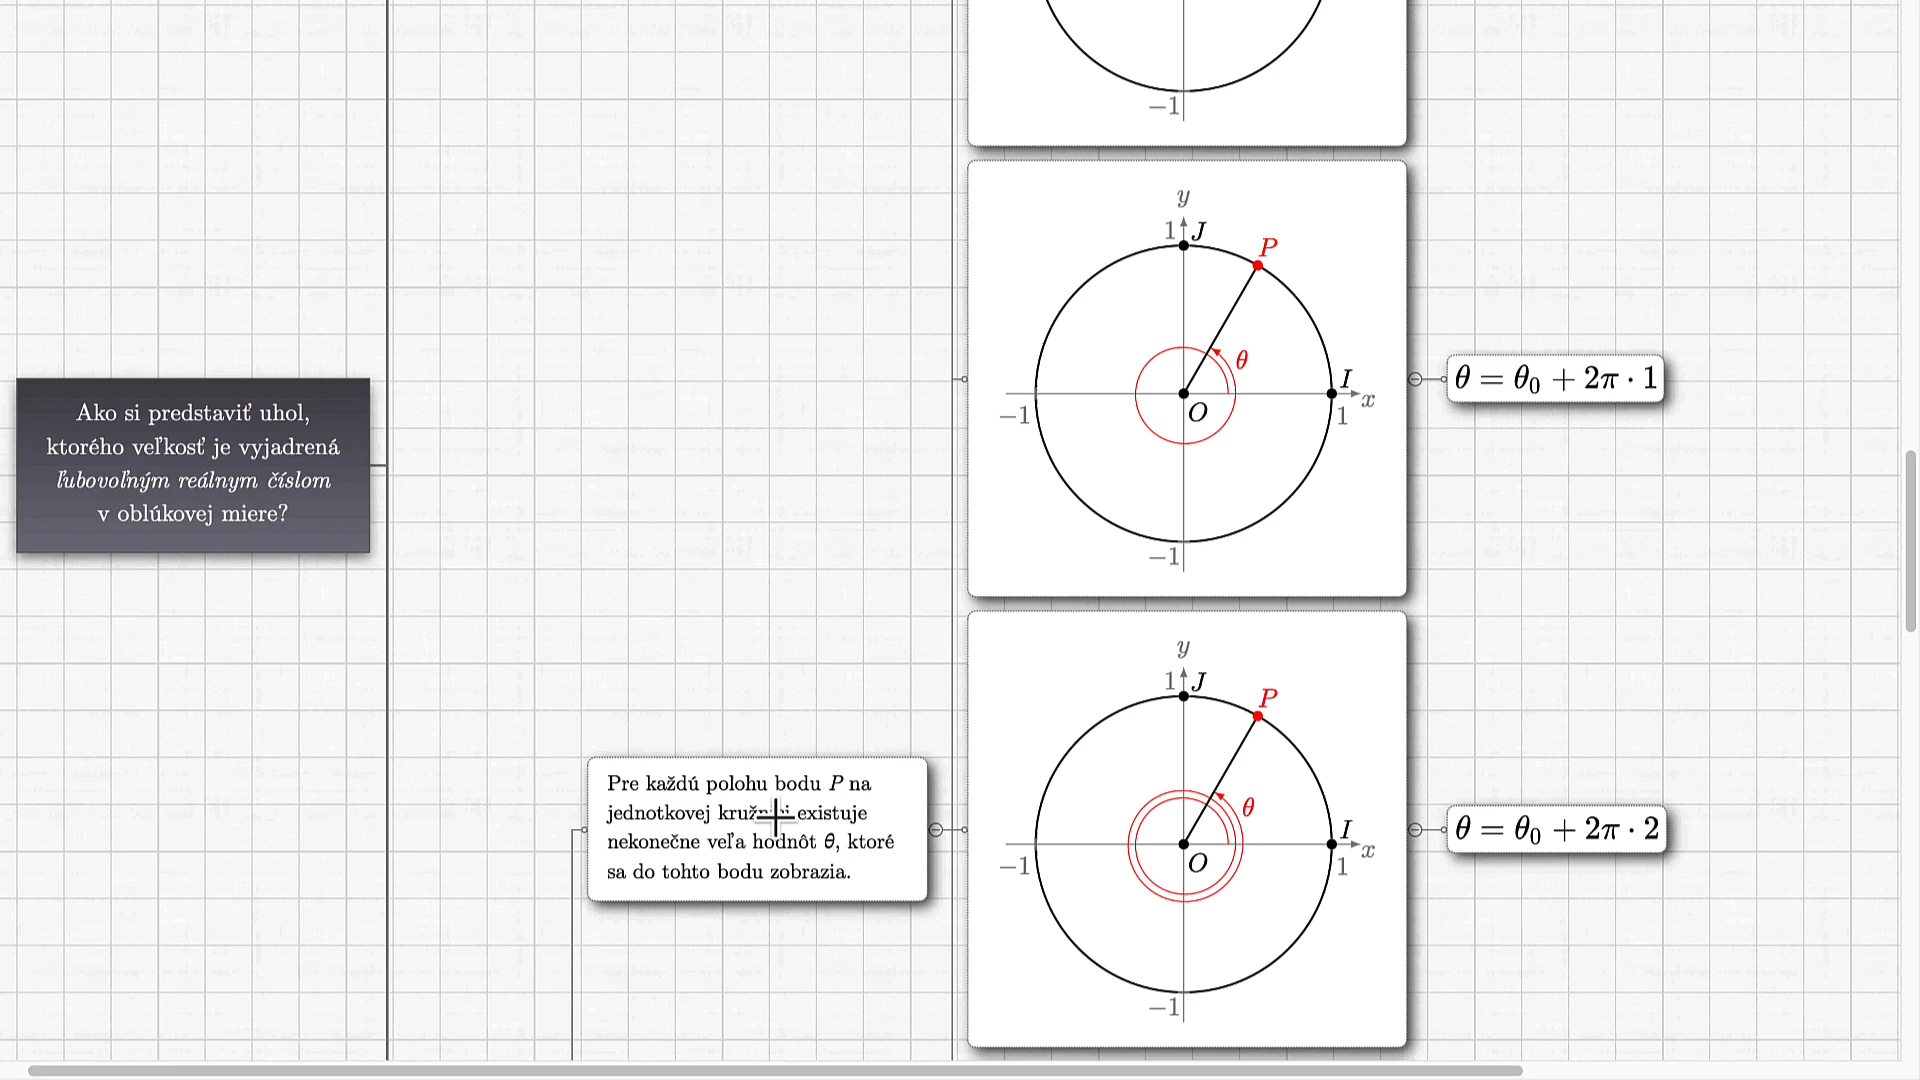 −1
Ako si predstaviť uhol,
ktorého veľkosť je vyjadrená
ľubovoľným reálnym číslom
v oblúkovej miere?
y
1
J
P
θ
I
−1
O
1
x
−1
θ = θ₀ + 2π · 1
Pre každú polohu bodu P na
jednotkovej existuje
nekonečne veľa hodnôt θ, ktoré
sa do tohto bodu zobrazia.
y
1
J
P
θ
I
−1
O
1
x
−1
θ = θ₀ + 2π · 2